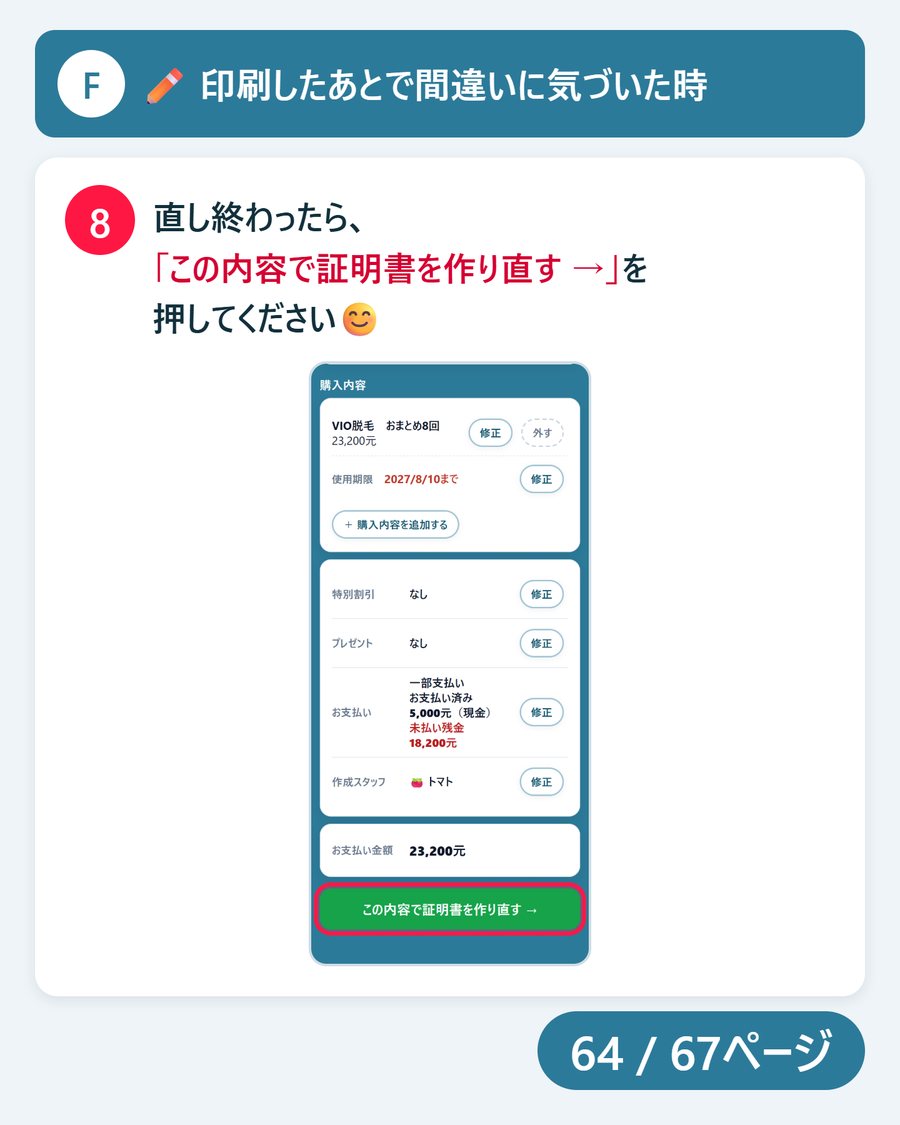 F ✏️ 印刷したあとで間違いに気づいた時
8
直し終わったら、
「この内容で証明書を作り直す →」を
押してください😊
購入内容
VIO脱毛 おまとめ8回
23,200元
修正
外す
使用期限 2027/8/10まで 修正
＋ 購入内容を追加する
特別割引 なし 修正
プレゼント なし 修正
お支払い
一部支払い
お支払い済み
5,000元（現金）
未払い残金
18,200元
修正
作成スタッフ 🍅 トマト 修正
お支払い金額 23,200元
この内容で証明書を作り直す →
64 / 67ページ